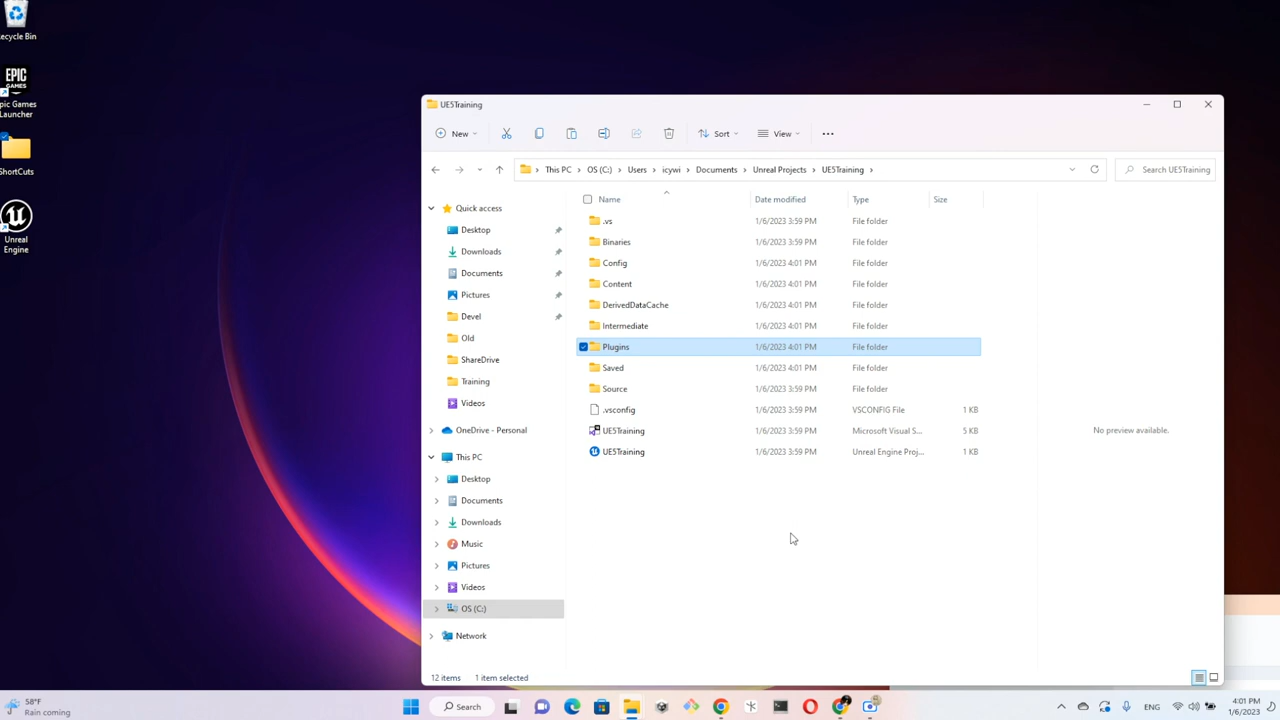 Recycle Bin
EPIC
GAMES
Epic Games
Launcher
ShortCuts
Unreal
Engine
UE5Training
New
Sort
View
This PC
OS (C:)
Users
icywi
Documents
Unreal Projects
UE5Training
Search UE5Training
Name
Date modified
Type
Size
Quick access
Desktop
Downloads
Documents
Pictures
Devel
Old
ShareDrive
Training
Videos
OneDrive - Personal
This PC
Desktop
Documents
Downloads
Music
Pictures
Videos
OS (C:)
Network
.vs 1/6/2023 3:59 PM File folder
Binaries 1/6/2023 3:59 PM File folder
Config 1/6/2023 4:01 PM File folder
Content 1/6/2023 4:01 PM File folder
DerivedDataCache 1/6/2023 4:01 PM File folder
Intermediate 1/6/2023 4:01 PM File folder
Plugins 1/6/2023 4:01 PM File folder
Saved 1/6/2023 4:01 PM File folder
Source 1/6/2023 3:59 PM File folder
.vsconfig 1/6/2023 3:59 PM VSCONFIG File 1 KB
UE5Training 1/6/2023 3:59 PM Microsoft Visual S... 5 KB
UE5Training 1/6/2023 3:59 PM Unreal Engine Proj... 1 KB
No preview available.
12 items
1 item selected
58°F
Rain coming
Search
ENG
4:01 PM
1/6/2023